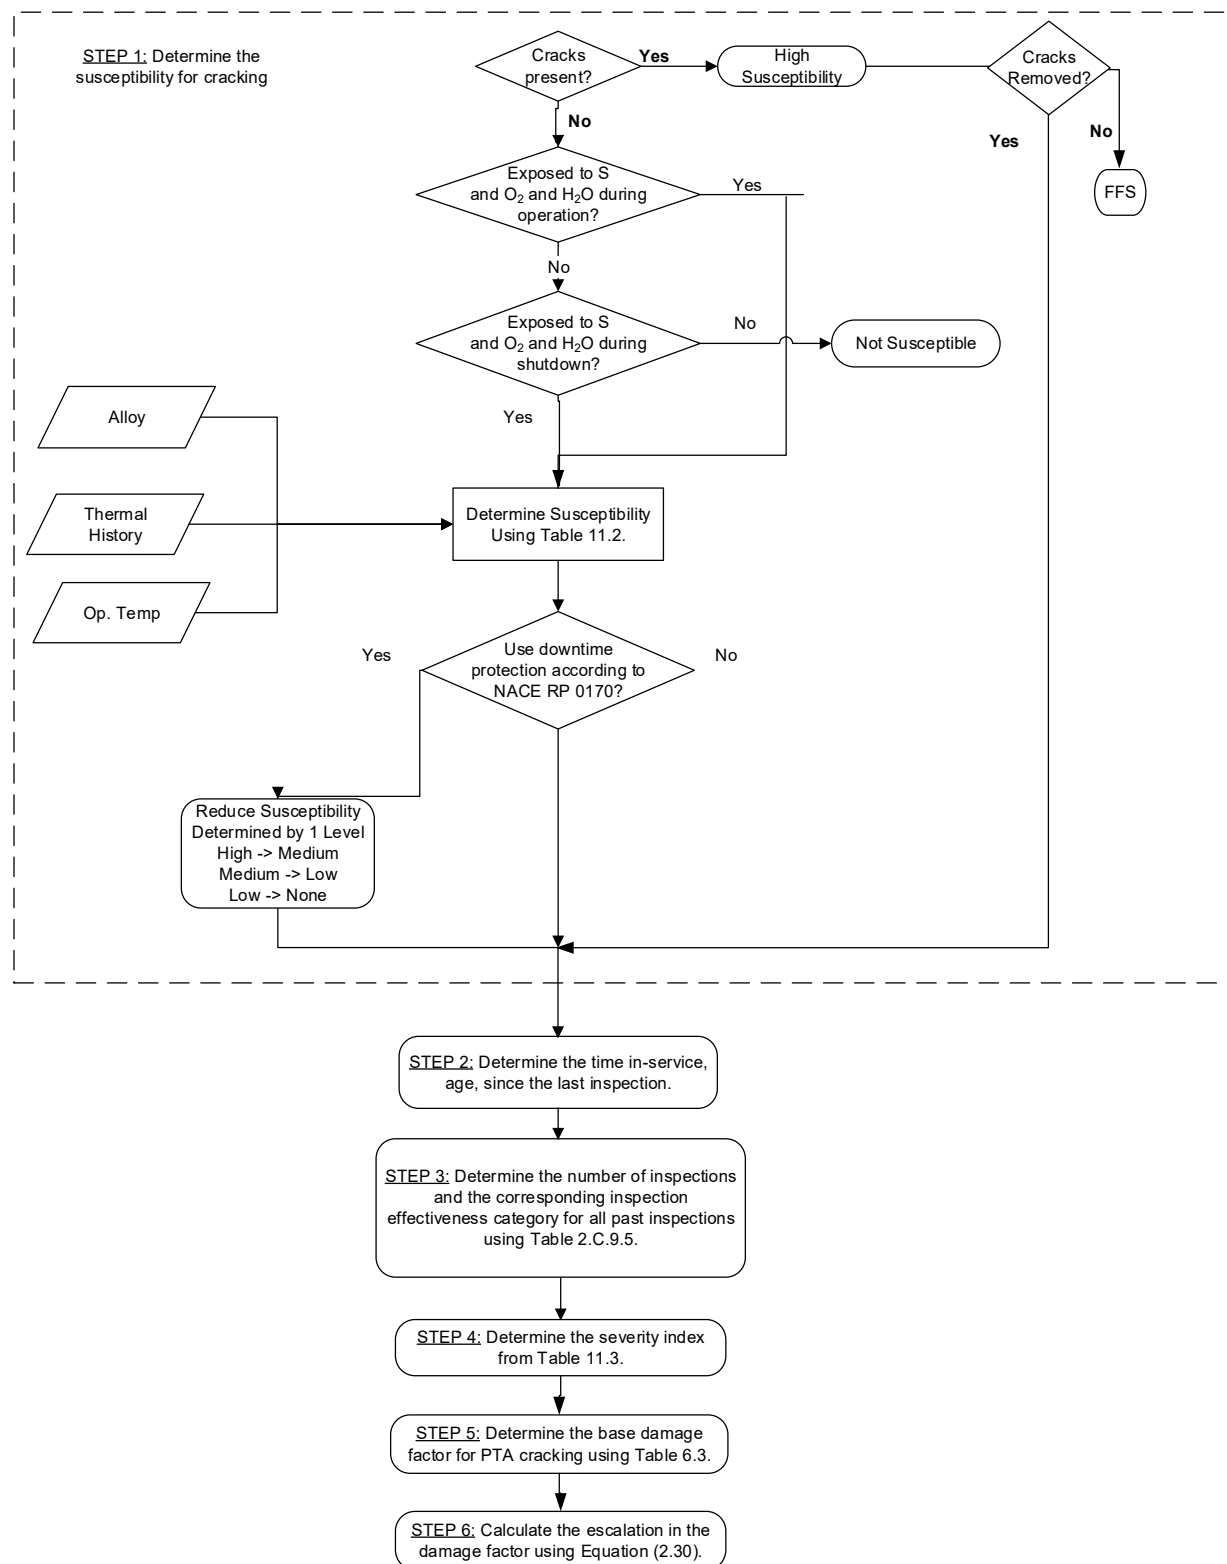 STEP 1: Determine the
susceptibility for cracking
Cracks
present?
Yes
High
Susceptibility
Cracks
Removed?
No
Yes
No
FFS
Exposed to S
and O₂ and H₂O during
operation?
Yes
No
Exposed to S
and O₂ and H₂O during
shutdown?
No
Not Susceptible
Yes
Alloy
Thermal
History
Op. Temp
Determine Susceptibility
Using Table 11.2.
Yes
Use downtime
protection according to
NACE RP 0170?
No
Reduce Susceptibility
Determined by 1 Level
High -> Medium
Medium -> Low
Low -> None
STEP 2: Determine the time in-service,
age, since the last inspection.
STEP 3: Determine the number of inspections
and the corresponding inspection
effectiveness category for all past inspections
using Table 2.C.9.5.
STEP 4: Determine the severity index
from Table 11.3.
STEP 5: Determine the base damage
factor for PTA cracking using Table 6.3.
STEP 6: Calculate the escalation in the
damage factor using Equation (2.30).